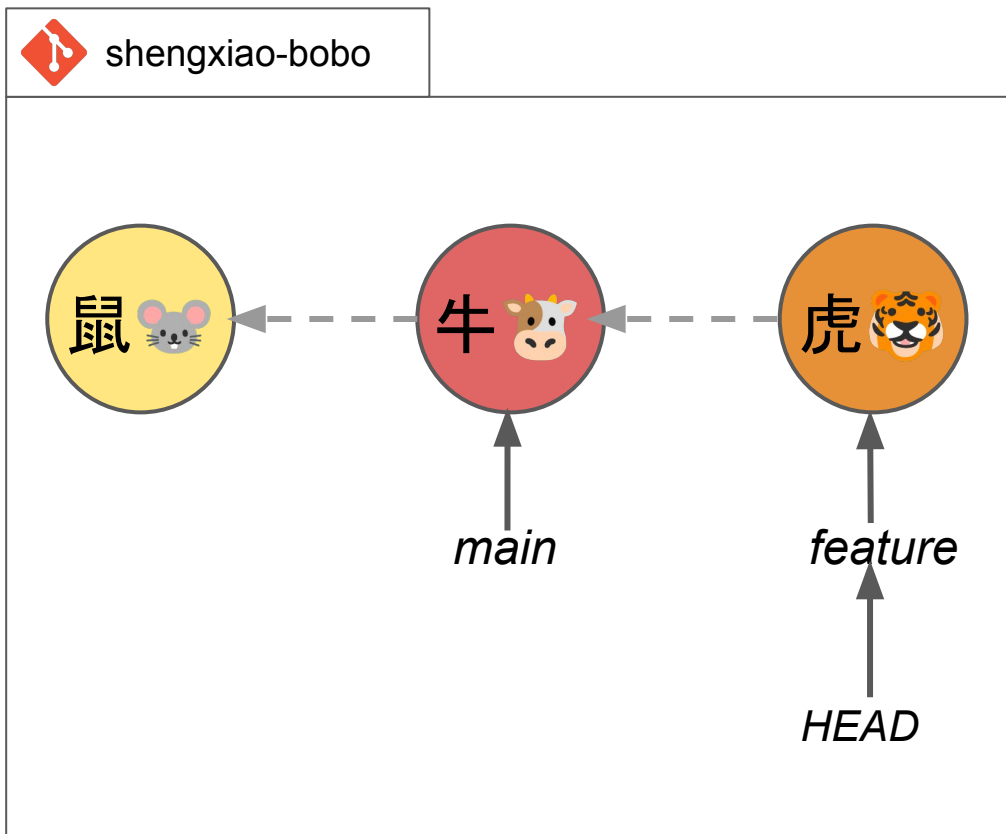 shengxiao-bobo
鼠 牛 虎
main feature
HEAD